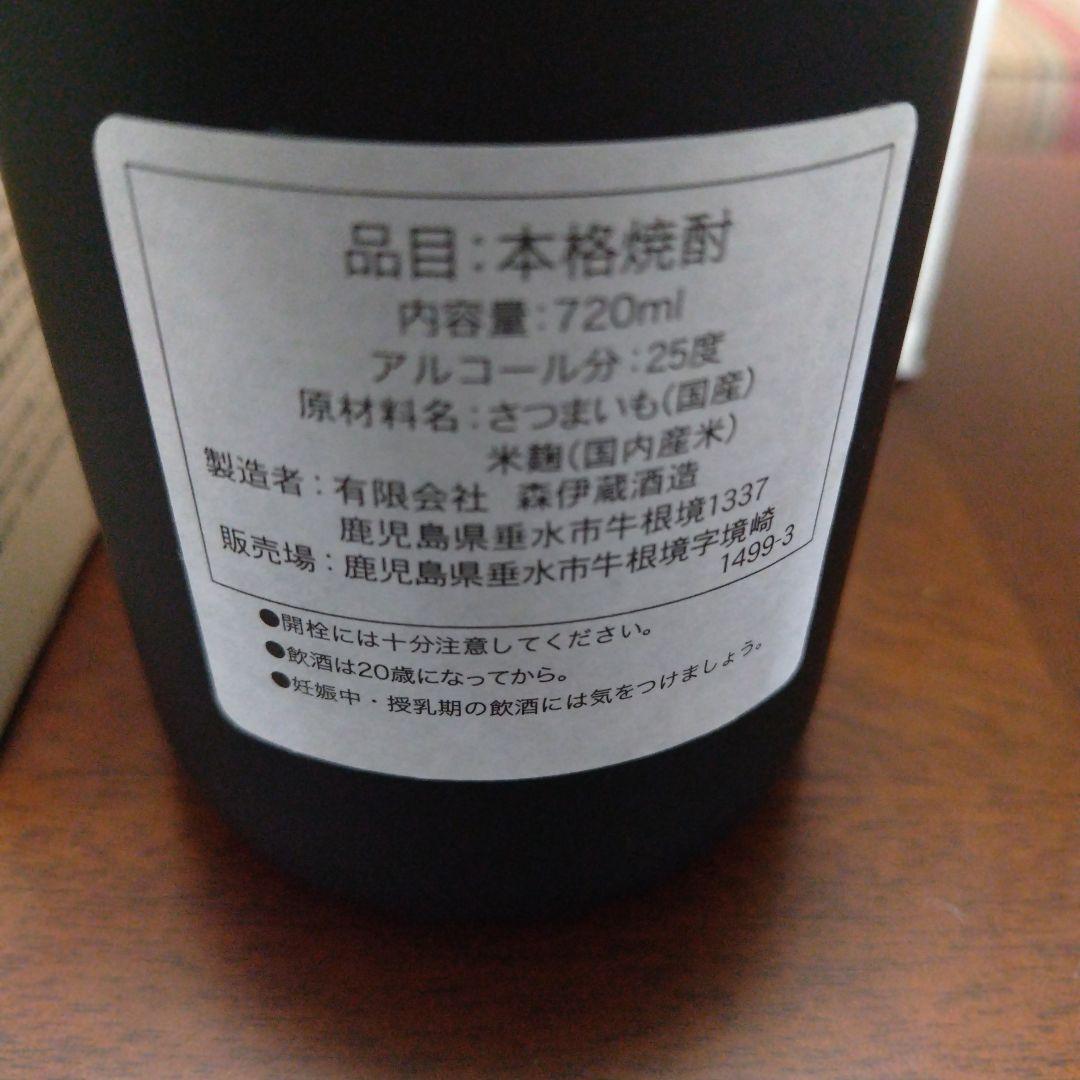 品目：本格焼酎
内容量：720ml
アルコール分：25度
原材料名：さつまいも(国産)
米麹(国内産米)
製造者：有限会社 森伊蔵酒造
鹿児島県垂水市牛根境1337
販売場：鹿児島県垂水市牛根境字境崎
1499-3
●開栓には十分注意してください。
●飲酒は20歳になってから。
●妊娠中・授乳期の飲酒には気をつけましょう。